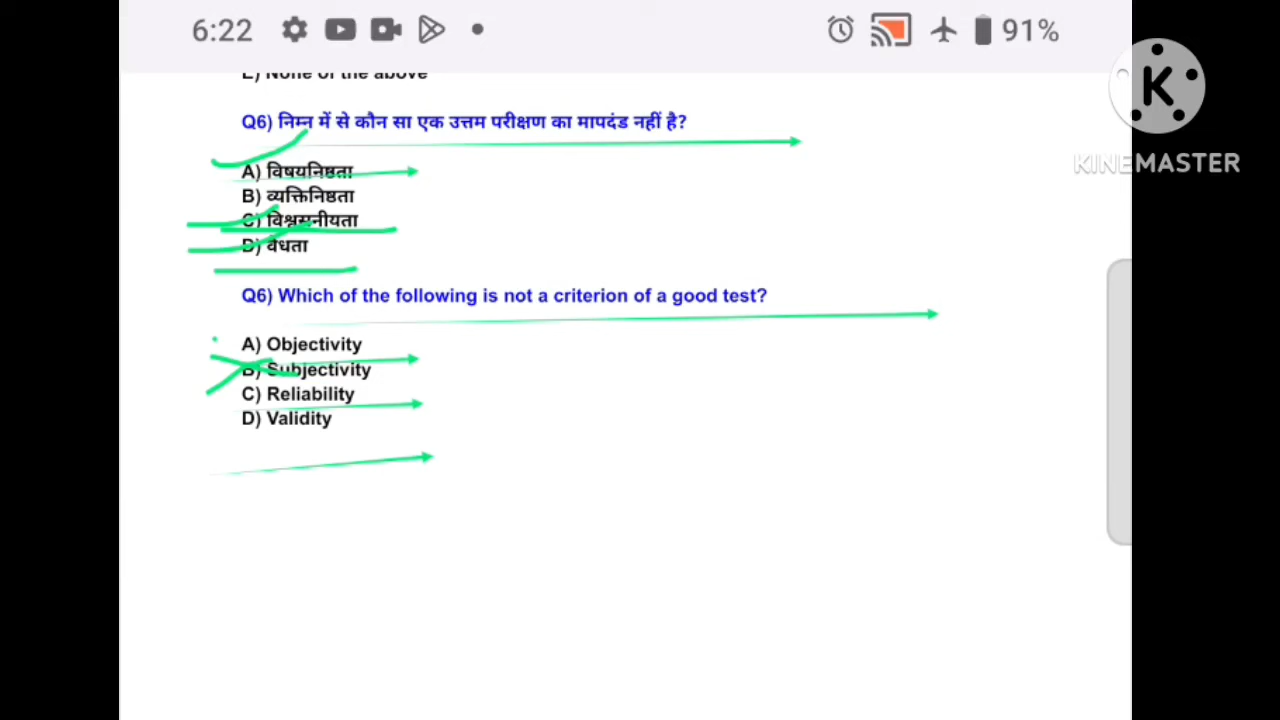 6:22 91%
E) None of the above
Q6) निम्न में से कौन सा एक उत्तम परीक्षण का मापदंड नहीं है?
A) विषयनिष्ठता
B) व्यक्तिनिष्ठता
C) विश्वसनीयता
D) वैधता
Q6) Which of the following is not a criterion of a good test?
A) Objectivity
B) Subjectivity
C) Reliability
D) Validity
K
KINEMASTER